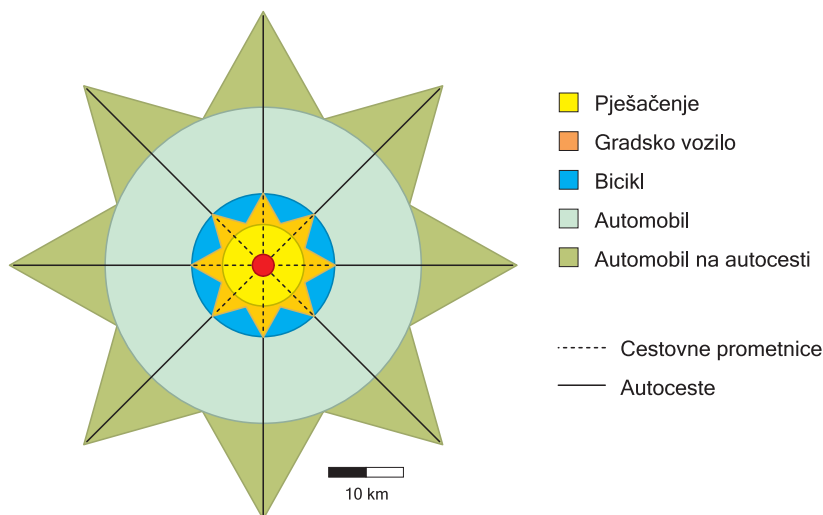 Pješačenje
Gradsko vozilo
Bicikl
Automobil
Automobil na autocesti
Cestovne prometnice
Autoceste
10 km